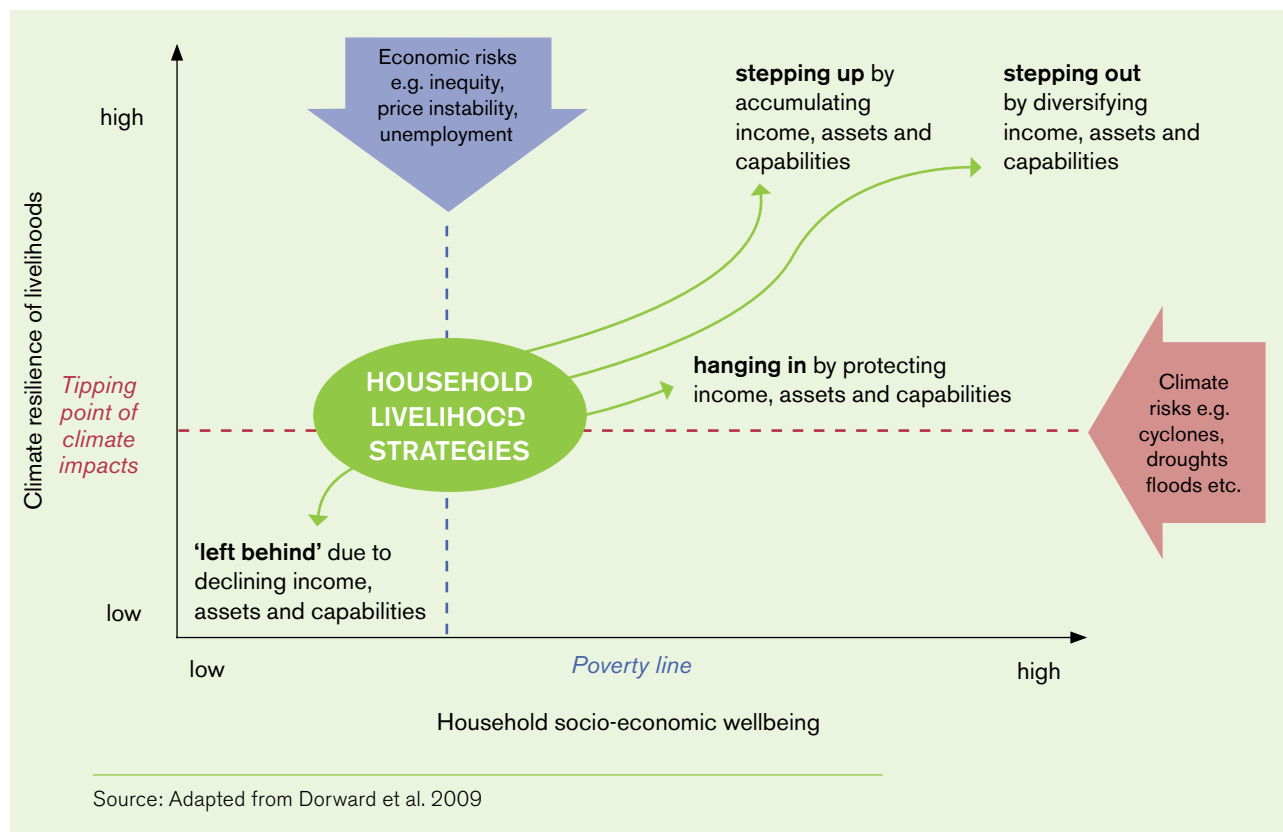 Economic risks
e.g. inequity,
price instability,
unemployment
stepping up by
accumulating
income, assets and
capabilities
stepping out
by diversifying
income, assets and
capabilities
high
Climate resilience of livelihoods
Tipping
point of
climate
impacts
HOUSEHOLD
LIVELIHOOD
STRATEGIES
hanging in by protecting
income, assets and capabilities
Climate
risks e.g.
cyclones,
droughts
floods etc.
‘left behind’ due to
declining income,
assets and capabilities
low
low
Poverty line
high
Household socio-economic wellbeing
Source: Adapted from Dorward et al. 2009